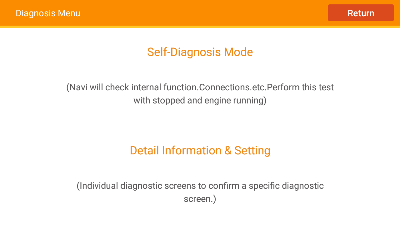 Diagnosis Menu
Return
Self-Diagnosis Mode
(Navi will check internal function.Connections.etc.Perform this test
with stopped and engine running)
Detail Information & Setting
(Individual diagnostic screens to confirm a specific diagnostic
screen.)